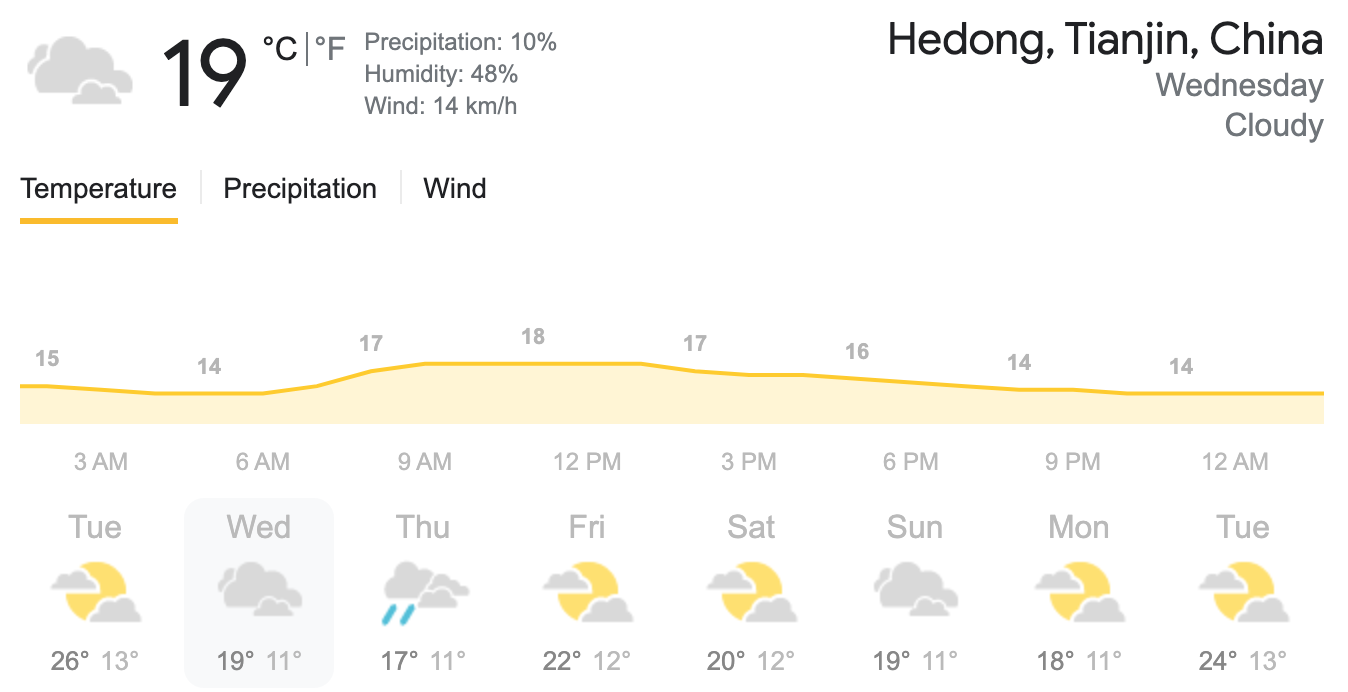 19 °C | °F
Precipitation: 10%
Humidity: 48%
Wind: 14 km/h
Hedong, Tianjin, China
Wednesday
Cloudy
Temperature Precipitation Wind
15 14 17 18 17 16 14 14
3 AM 6 AM 9 AM 12 PM 3 PM 6 PM 9 PM 12 AM
Tue Wed Thu Fri Sat Sun Mon Tue
26° 13° 19° 11° 17° 11° 22° 12° 20° 12° 19° 11° 18° 11° 24° 13°